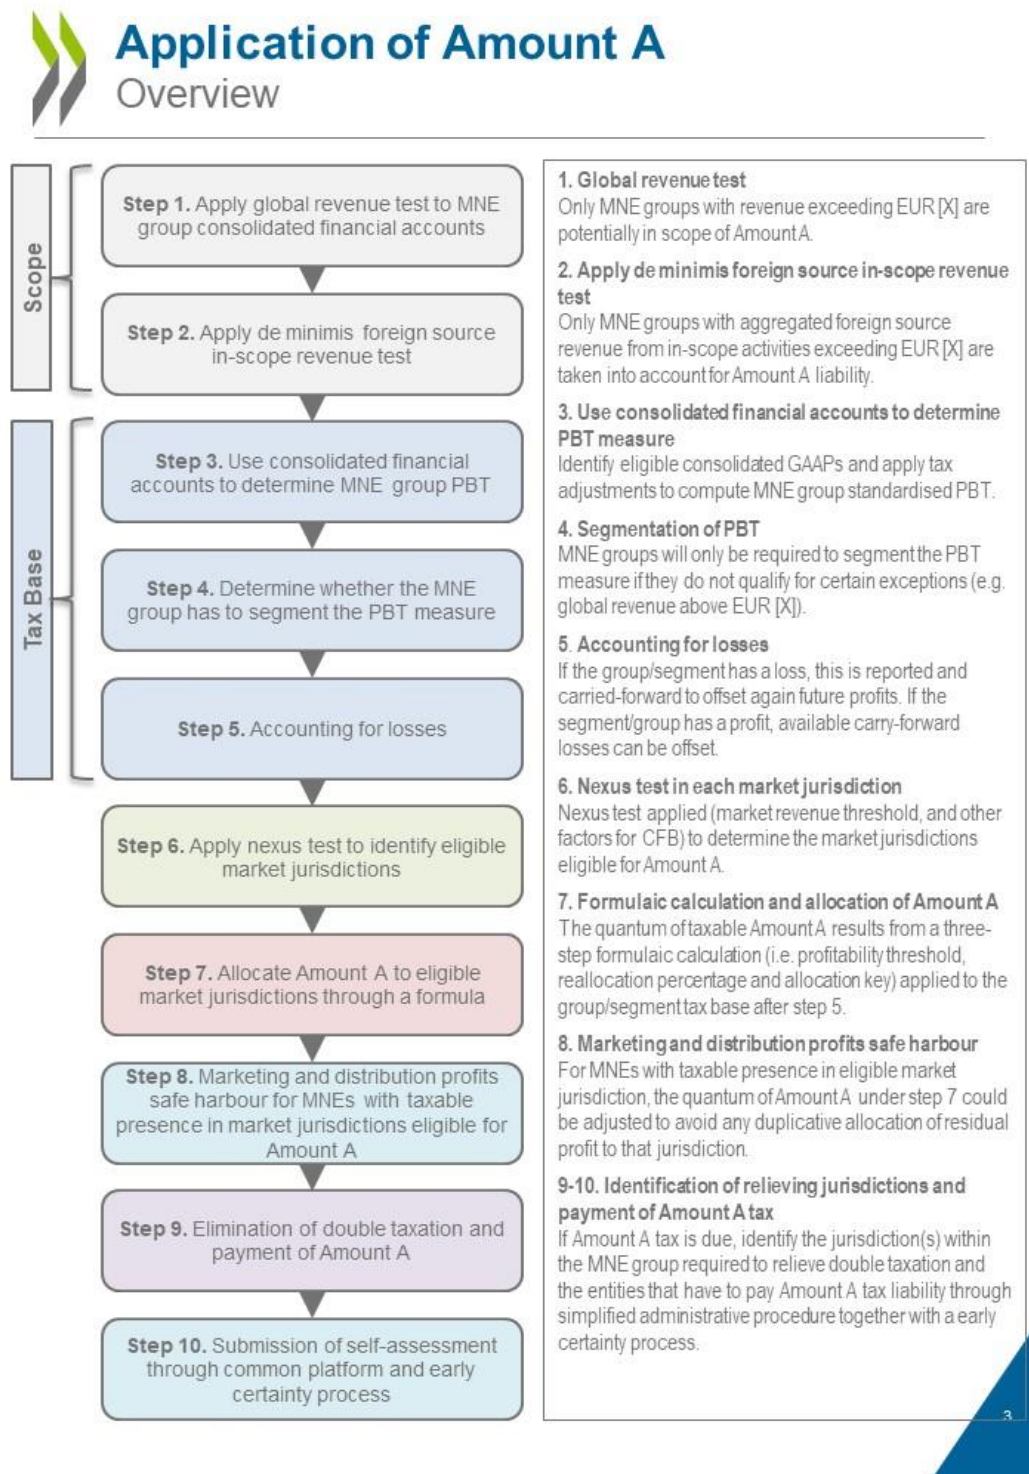 Application of Amount A
Overview
Scope
Step 1. Apply global revenue test to MNE
group consolidated financial accounts
Step 2. Apply de minimis foreign source
in-scope revenue test
Tax Base
Step 3. Use consolidated financial
accounts to determine MNE group PBT
Step 4. Determine whether the MNE
group has to segment the PBT measure
Step 5. Accounting for losses
Step 6. Apply nexus test to identify eligible
market jurisdictions
Step 7. Allocate Amount A to eligible
market jurisdictions through a formula
Step 8. Marketing and distribution profits
safe harbour for MNEs with taxable
presence in market jurisdictions eligible for
Amount A
Step 9. Elimination of double taxation and
payment of Amount A
Step 10. Submission of self-assessment
through common platform and early
certainty process
1. Global revenue test
Only MNE groups with revenue exceeding EUR [X] are
potentially in scope of Amount A.
2. Apply de minimis foreign source in-scope revenue
test
Only MNE groups with aggregated foreign source
revenue from in-scope activities exceeding EUR [X] are
taken into account for Amount A liability.
3. Use consolidated financial accounts to determine
PBT measure
Identify eligible consolidated GAAPs and apply tax
adjustments to compute MNE group standardised PBT.
4. Segmentation of PBT
MNE groups will only be required to segment the PBT
measure if they do not qualify for certain exceptions (e.g.
global revenue above EUR [X]).
5. Accounting for losses
If the group/segment has a loss, this is reported and
carried-forward to offset again future profits. If the
segment/group has a profit, available carry-forward
losses can be offset.
6. Nexus test in each market jurisdiction
Nexus test applied (market revenue threshold, and other
factors for CFB) to determine the market jurisdictions
eligible for Amount A.
7. Formulaic calculation and allocation of Amount A
The quantum of taxable Amount A results from a three-
step formulaic calculation (i.e. profitability threshold,
reallocation percentage and allocation key) applied to the
group/segment tax base after step 5.
8. Marketing and distribution profits safe harbour
For MNEs with taxable presence in eligible market
jurisdiction, the quantum of Amount A under step 7 could
be adjusted to avoid any duplicative allocation of residual
profit to that jurisdiction.
9-10. Identification of relieving jurisdictions and
payment of Amount A tax
If Amount A tax is due, identify the jurisdiction(s) within
the MNE group required to relieve double taxation and
the entities that have to pay Amount A tax liability through
simplified administrative procedure together with a early
certainty process.
3